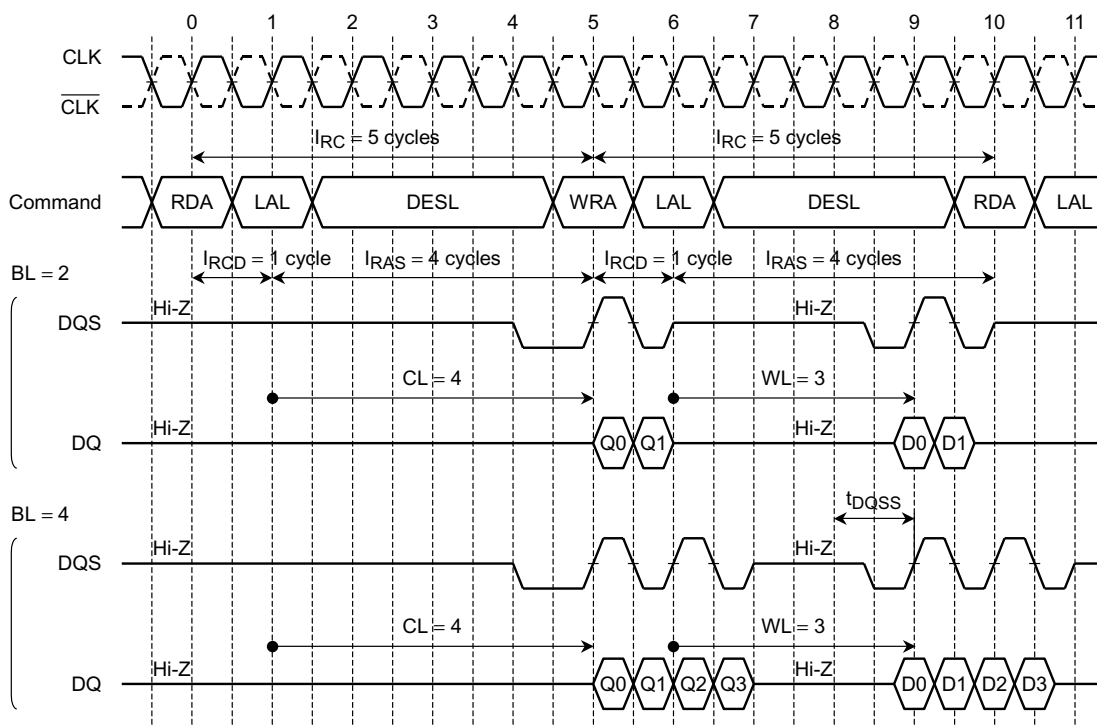 0 1 2 3 4 5 6 7 8 9 10 11
CLK
CLK
IRC = 5 cycles IRC = 5 cycles
Command RDA LAL DESL WRA LAL DESL RDA LAL
IRCD = 1 cycle IRAS = 4 cycles IRCD = 1 cycle IRAS = 4 cycles
BL = 2
Hi-Z Hi-Z
DQS
CL = 4 WL = 3
Hi-Z Hi-Z
DQ Q0 Q1 D0 D1
tDQSS
BL = 4
Hi-Z Hi-Z
DQS
CL = 4 WL = 3
Hi-Z Hi-Z
DQ Q0 Q1 Q2 Q3 D0 D1 D2 D3